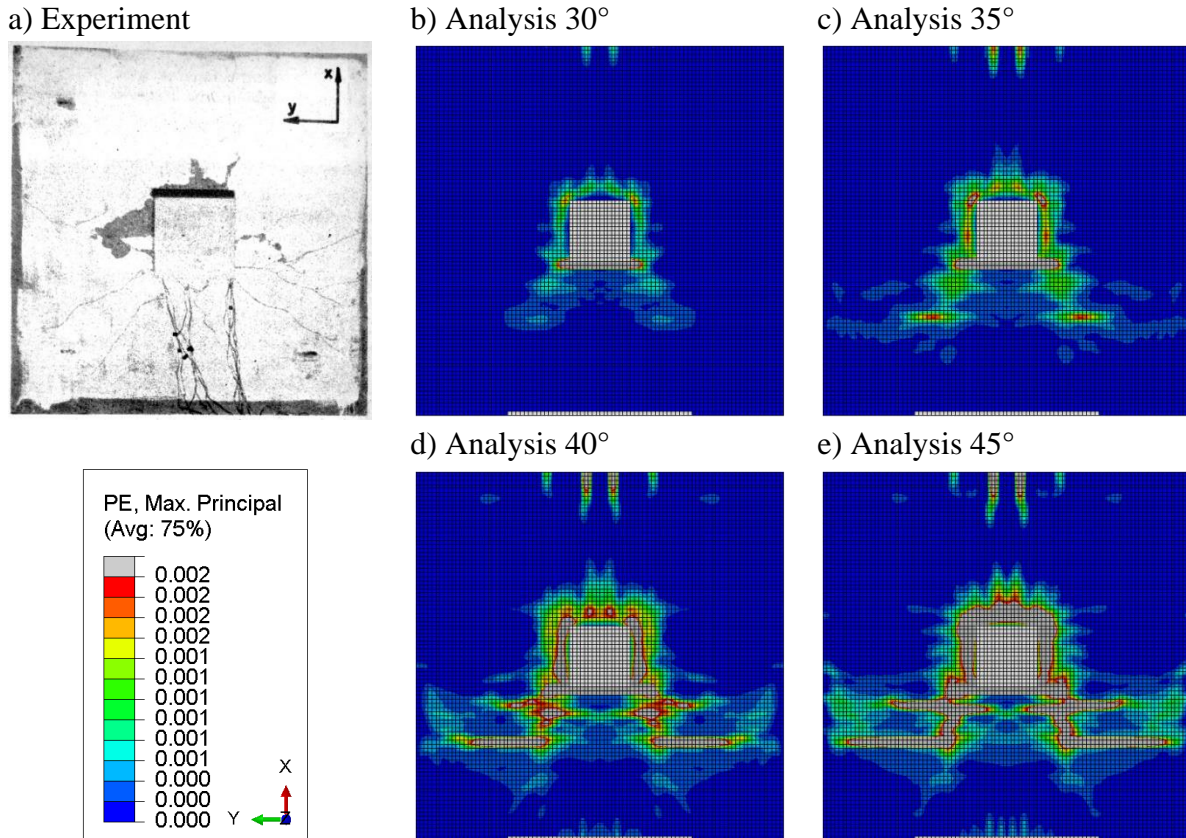 a) Experiment
b) Analysis 30°
c) Analysis 35°
x
y
d) Analysis 40°
e) Analysis 45°
PE, Max. Principal
(Avg: 75%)
0.002
0.002
0.002
0.002
0.001
0.001
0.001
0.001
0.001
0.000
0.000
0.000
X
Y
Z